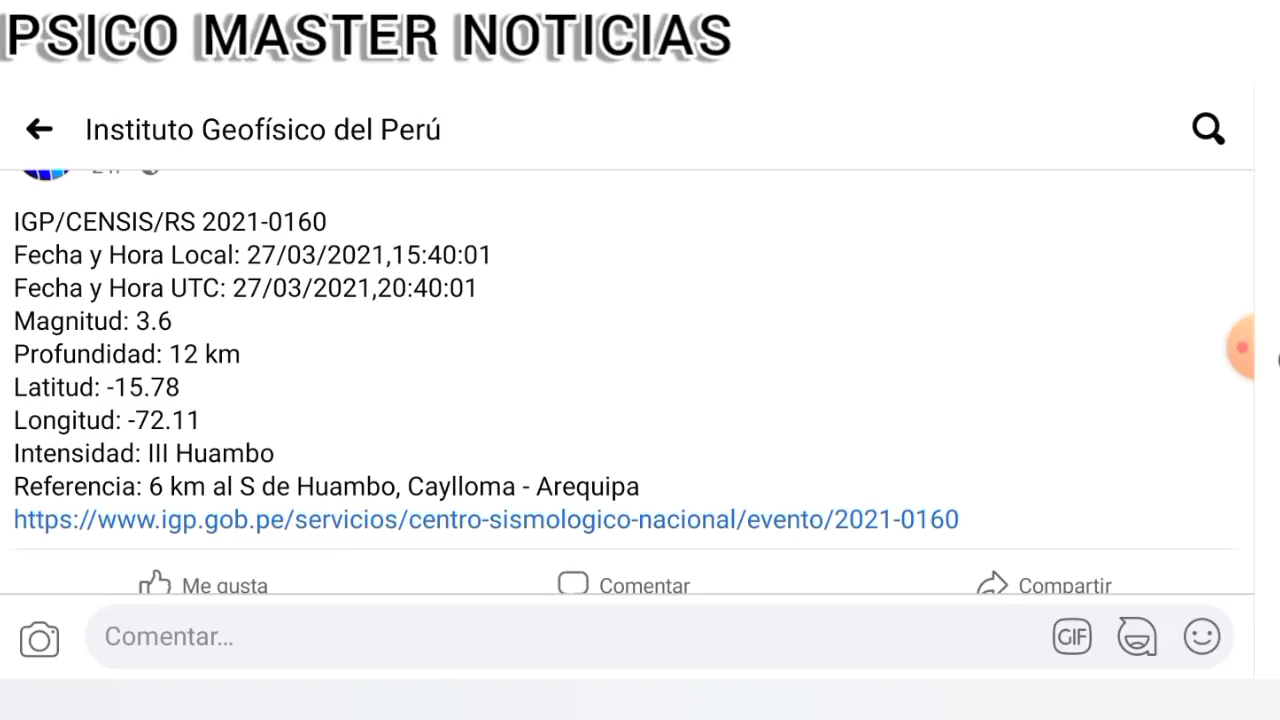 PSICO MASTER NOTICIAS
Instituto Geofísico del Perú
IGP/CENSIS/RS 2021-0160
Fecha y Hora Local: 27/03/2021,15:40:01
Fecha y Hora UTC: 27/03/2021,20:40:01
Magnitud: 3.6
Profundidad: 12 km
Latitud: -15.78
Longitud: -72.11
Intensidad: III Huambo
Referencia: 6 km al S de Huambo, Caylloma - Arequipa
https://www.igp.gob.pe/servicios/centro-sismologico-nacional/evento/2021-0160
Me gusta Comentar Compartir
Comentar... GIF